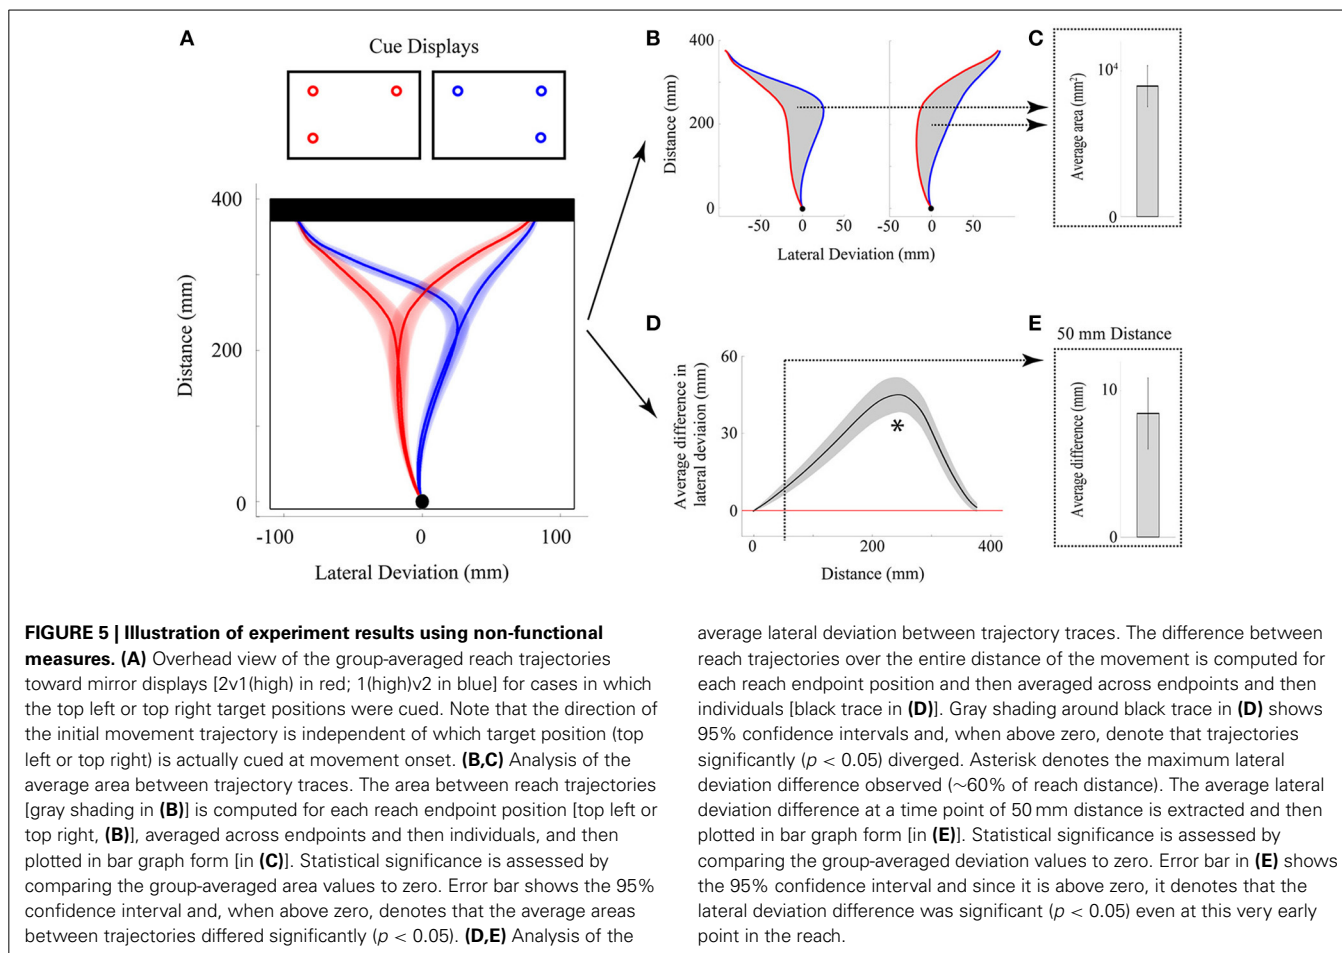 A
Cue Displays
400
200
0
Distance (mm)
-100
0
100
Lateral Deviation (mm)
B
400
200
0
Distance (mm)
-50
0
50
-50
0
50
Lateral Deviation (mm)
C
10⁴
0
Average area (mm²)
D
60
30
0
Average difference in
lateral deviaion (mm)
*
0
200
400
Distance (mm)
E
50 mm Distance
10
0
Average difference (mm)
FIGURE 5 | Illustration of experiment results using non-functional
measures. (A) Overhead view of the group-averaged reach trajectories
toward mirror displays [2v1(high) in red; 1(high)v2 in blue] for cases in which
the top left or top right target positions were cued. Note that the direction of
the initial movement trajectory is independent of which target position (top
left or top right) is actually cued at movement onset. (B,C) Analysis of the
average area between trajectory traces. The area between reach trajectories
[gray shading in (B)] is computed for each reach endpoint position [top left or
top right, (B)], averaged across endpoints and then individuals, and then
plotted in bar graph form [in (C)]. Statistical significance is assessed by
comparing the group-averaged area values to zero. Error bar shows the 95%
confidence interval and, when above zero, denotes that the average areas
between trajectories differed significantly (p < 0.05). (D,E) Analysis of the
average lateral deviation between trajectory traces. The difference between
reach trajectories over the entire distance of the movement is computed for
each reach endpoint position and then averaged across endpoints and then
individuals [black trace in (D)]. Gray shading around black trace in (D) shows
95% confidence intervals and, when above zero, denote that trajectories
significantly (p < 0.05) diverged. Asterisk denotes the maximum lateral
deviation difference observed (∼60% of reach distance). The average lateral
deviation difference at a time point of 50 mm distance is extracted and then
plotted in bar graph form [in (E)]. Statistical significance is assessed by
comparing the group-averaged deviation values to zero. Error bar in (E) shows
the 95% confidence interval and since it is above zero, it denotes that the
lateral deviation difference was significant (p < 0.05) even at this very early
point in the reach.